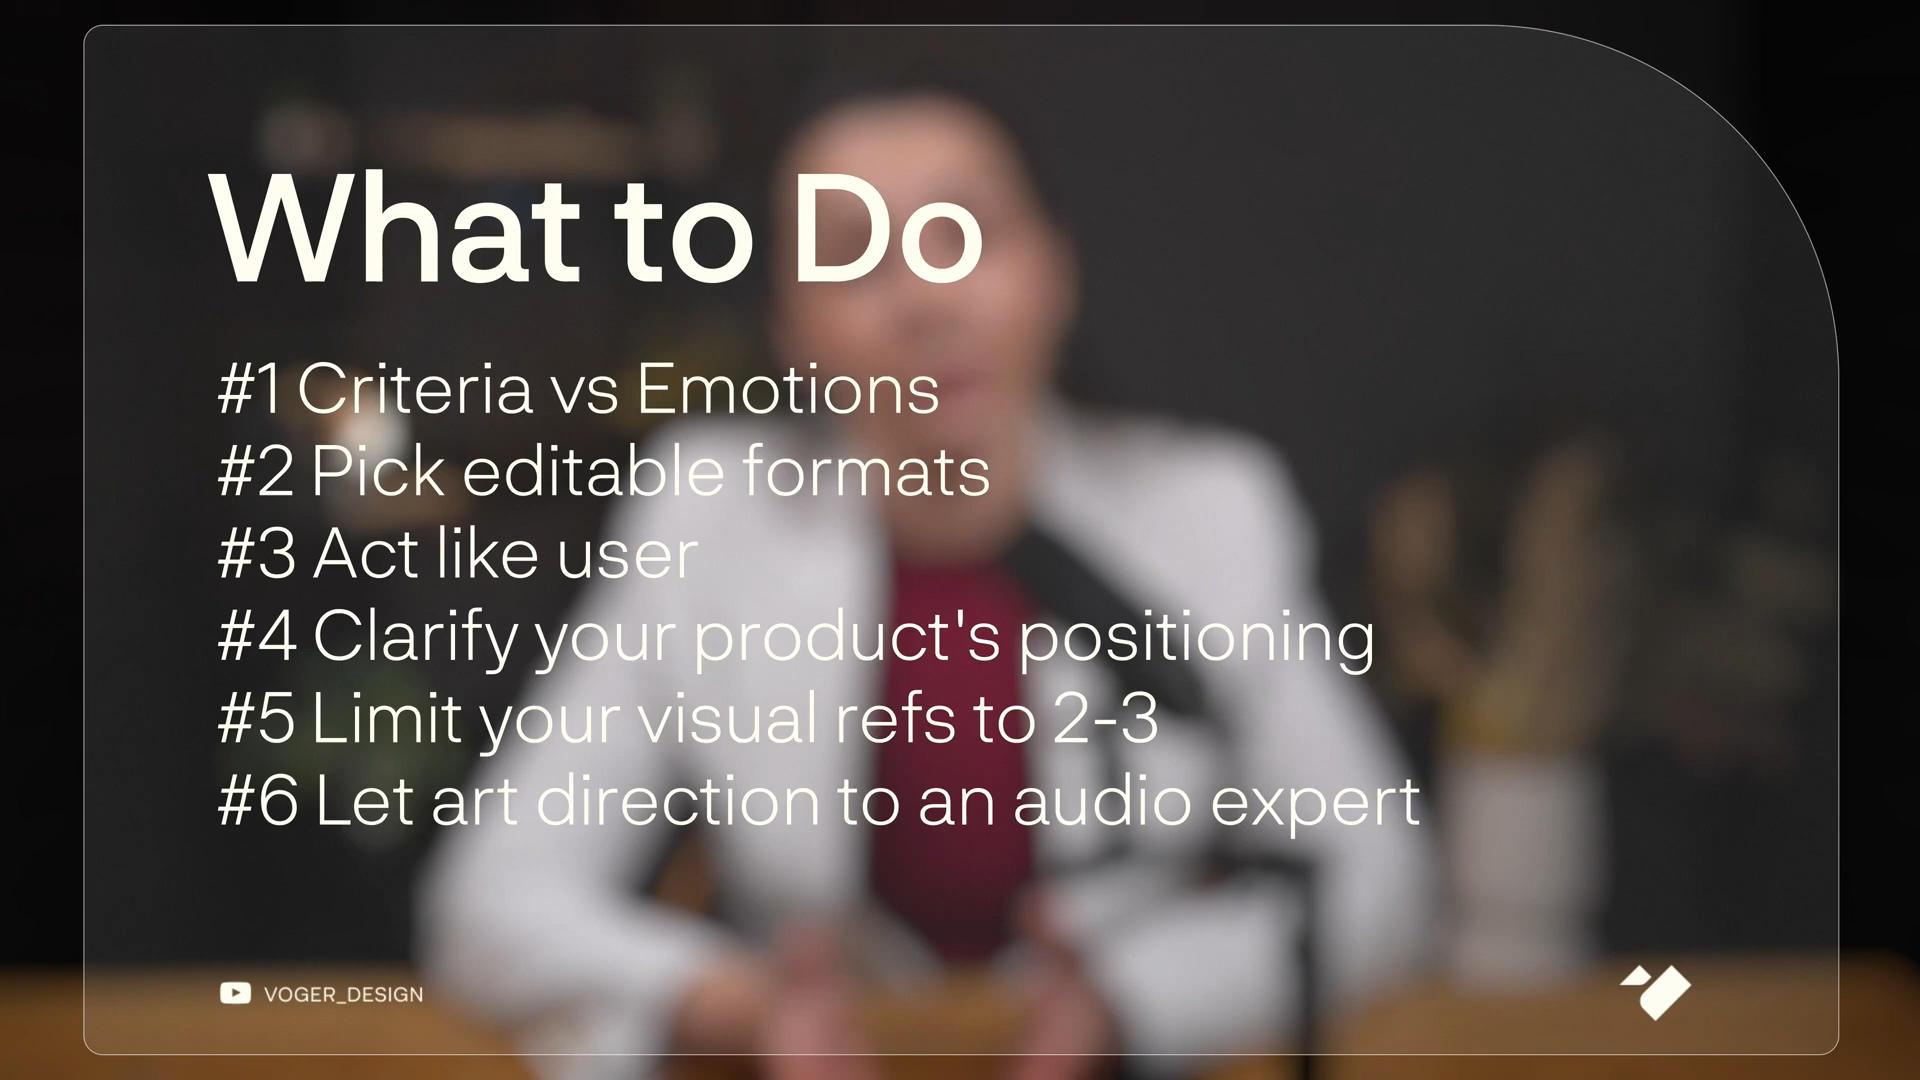 What to Do
#1 Criteria vs Emotions
#2 Pick editable formats
#3 Act like user
#4 Clarify your product's positioning
#5 Limit your visual refs to 2-3
#6 Let art direction to an audio expert
VOGER_DESIGN